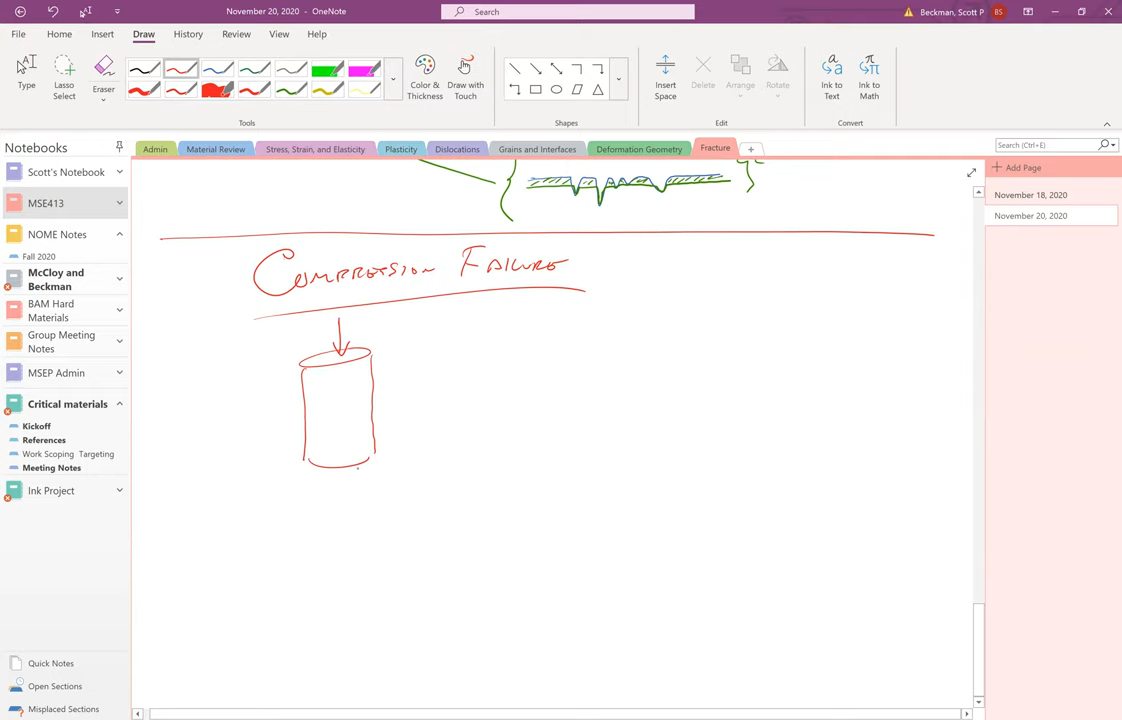 November 20, 2020 - OneNote
Search
Beckman, Scott P
BS
File
Home
Insert
Draw
History
Review
View
Help
Type
Lasso
Select
Eraser
Color &
Thickness
Draw with
Touch
Insert
Space
Delete
Arrange
Rotate
Ink to
Text
Ink to
Math
Tools
Shapes
Edit
Convert
Notebooks
Admin
Material Review
Stress, Strain, and Elasticity
Plasticity
Dislocations
Grains and Interfaces
Deformation Geometry
Fracture
Search (Ctrl+E)
Scott's Notebook
MSE413
NOME Notes
Fall 2020
McCloy and
Beckman
BAM Hard
Materials
Group Meeting
Notes
MSEP Admin
Critical materials
Kickoff
References
Work Scoping Targeting
Meeting Notes
Ink Project
Quick Notes
Open Sections
Misplaced Sections
COMPRESSION FAILURE
Add Page
November 18, 2020
November 20, 2020